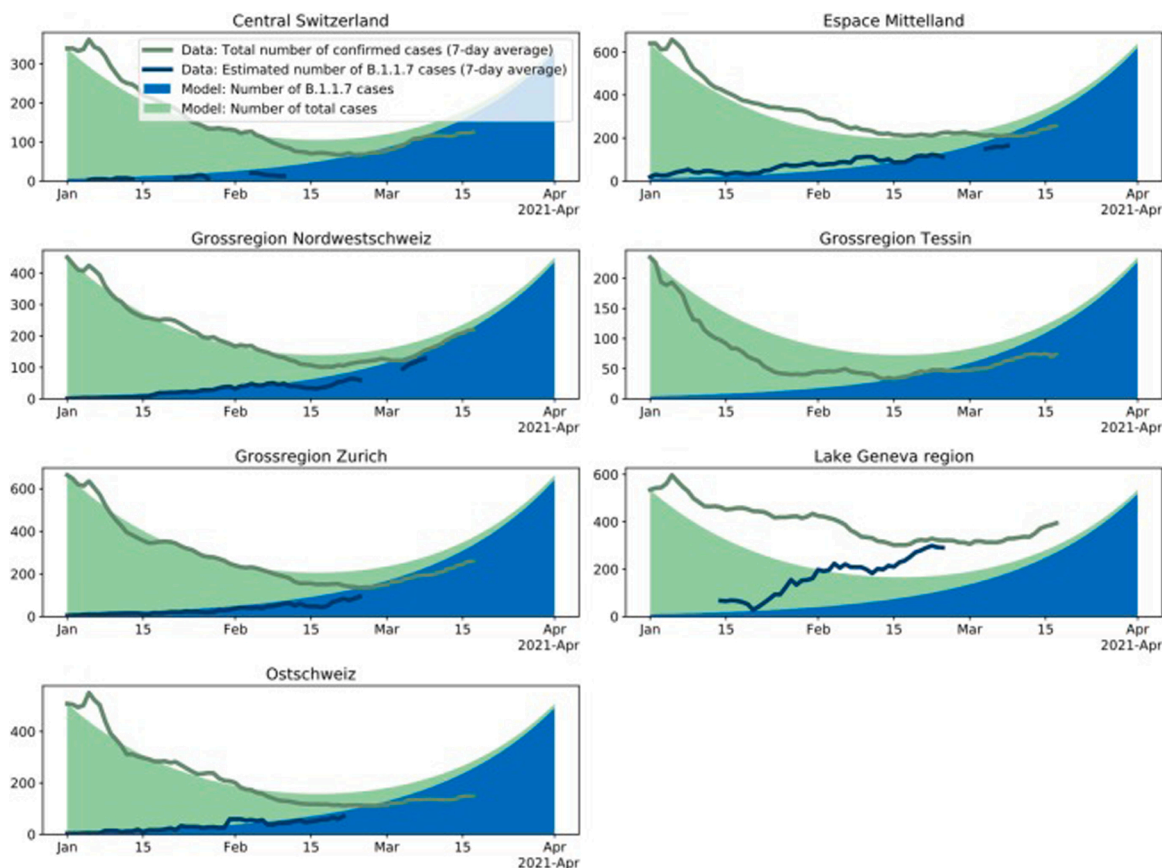 Central Switzerland
Data: Total number of confirmed cases (7-day average)
Data: Estimated number of B.1.1.7 cases (7-day average)
Model: Number of B.1.1.7 cases
Model: Number of total cases
300
200
100
0
Jan 15 Feb 15 Mar 15 Apr
2021-Apr
Espace Mittelland
600
400
200
0
Jan 15 Feb 15 Mar 15 Apr
2021-Apr
Grossregion Nordwestschweiz
400
300
200
100
0
Jan 15 Feb 15 Mar 15 Apr
2021-Apr
Grossregion Tessin
200
150
100
50
0
Jan 15 Feb 15 Mar 15 Apr
2021-Apr
Grossregion Zurich
600
400
200
0
Jan 15 Feb 15 Mar 15 Apr
2021-Apr
Lake Geneva region
600
400
200
0
Jan 15 Feb 15 Mar 15 Apr
2021-Apr
Ostschweiz
400
200
0
Jan 15 Feb 15 Mar 15 Apr
2021-Apr